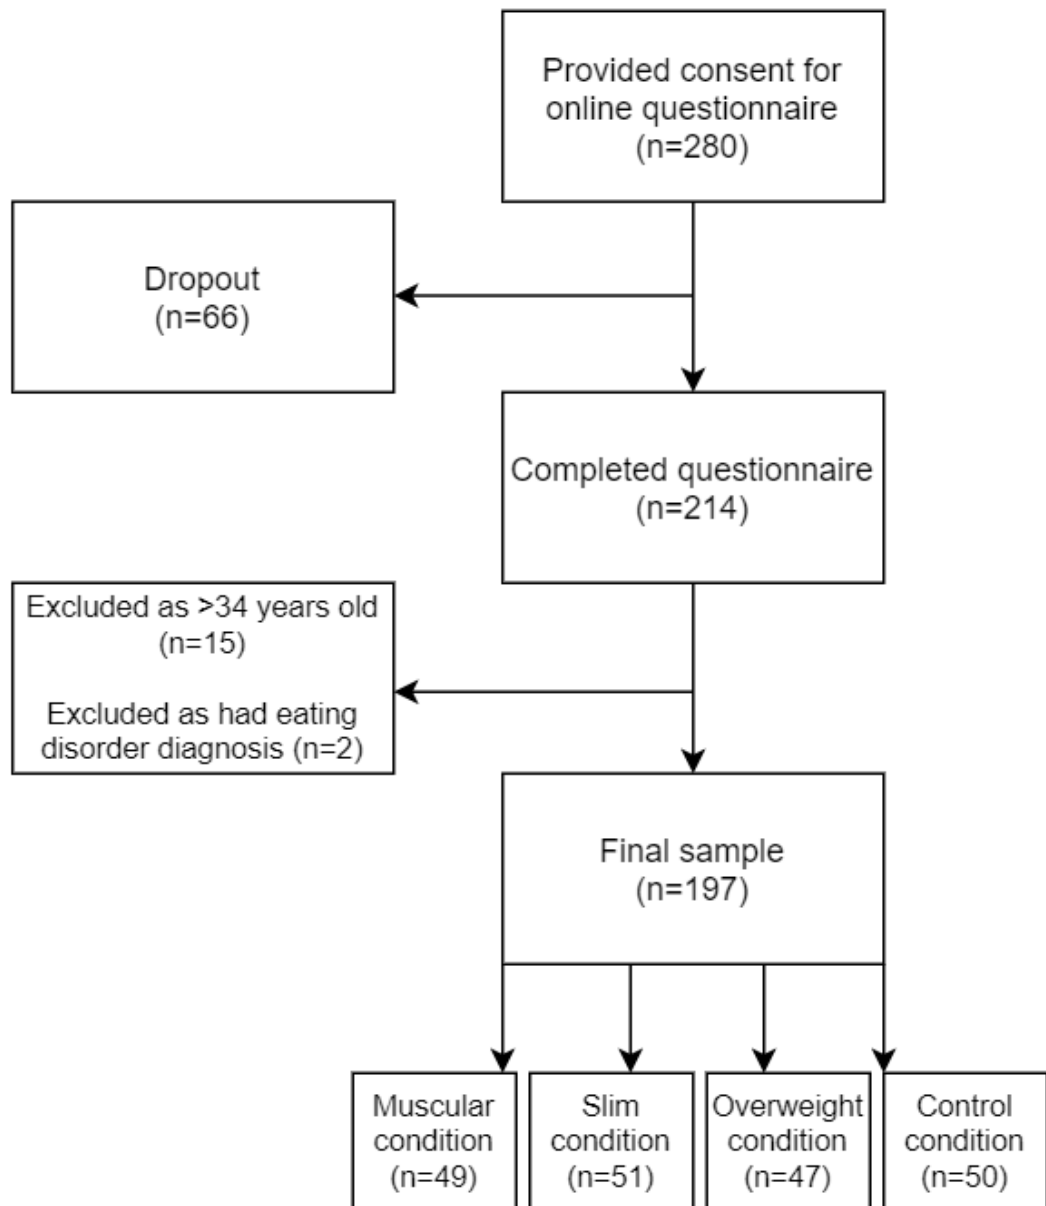 Provided consent for
online questionnaire
(n=280)
Dropout
(n=66)
Completed questionnaire
(n=214)
Excluded as >34 years old
(n=15)
Excluded as had eating
disorder diagnosis (n=2)
Final sample
(n=197)
Muscular
condition
(n=49)
Slim
condition
(n=51)
Overweight
condition
(n=47)
Control
condition
(n=50)